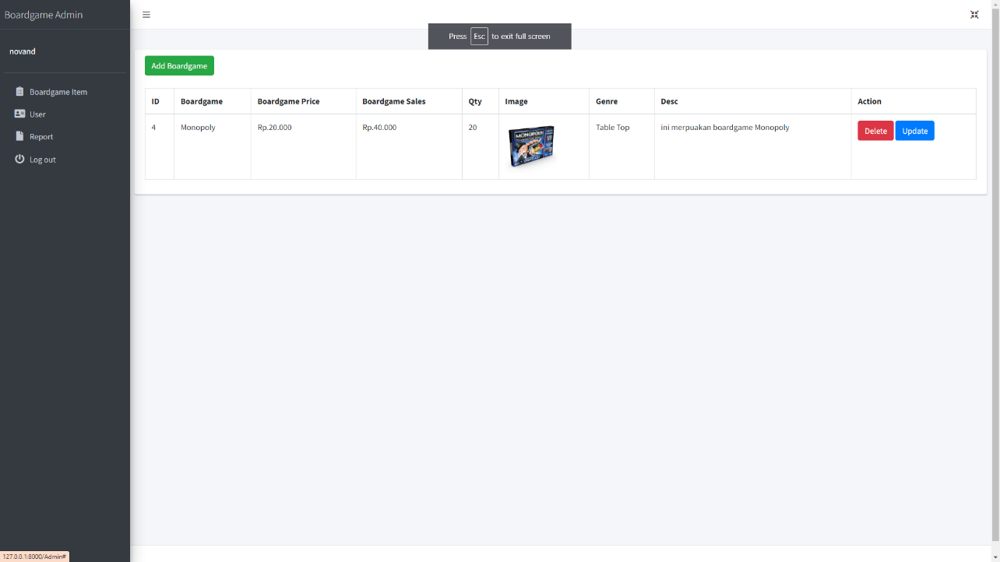 Boardgame Admin
Press Esc to exit full screen
novand
Add Boardgame
Boardgame Item
User
Report
Log out
ID Boardgame Boardgame Price Boardgame Sales Qty Image Genre Desc Action
4 Monopoly Rp.20.000 Rp.40.000 20 Table Top ini merpuakan boardgame Monopoly Delete Update
MONOPOLY
127.0.0.1:8000/Admin#